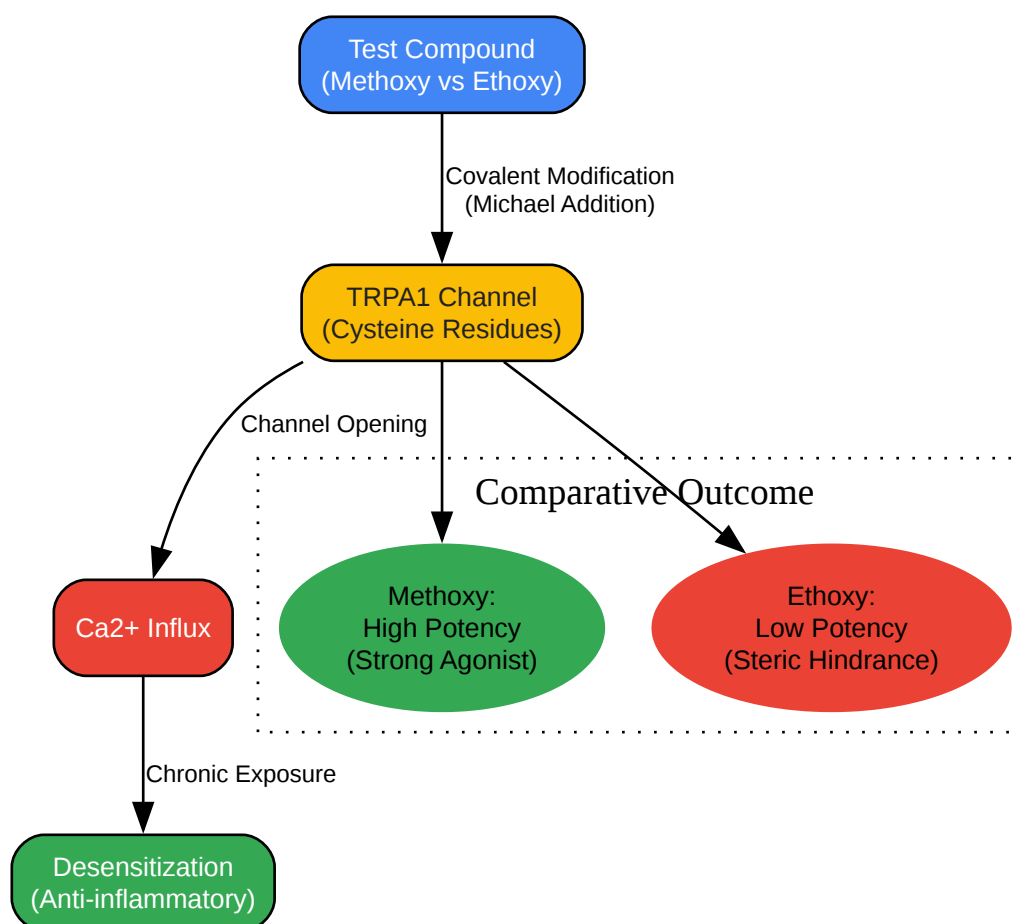 Test Compound
(Methoxy vs Ethoxy)
Covalent Modification
(Michael Addition)
TRPA1 Channel
(Cysteine Residues)
Channel Opening
Comparative Outcome
Methoxy:
High Potency
(Strong Agonist)
Ethoxy:
Low Potency
(Steric Hindrance)
Ca2+ Influx
Chronic Exposure
Desensitization
(Anti-inflammatory)